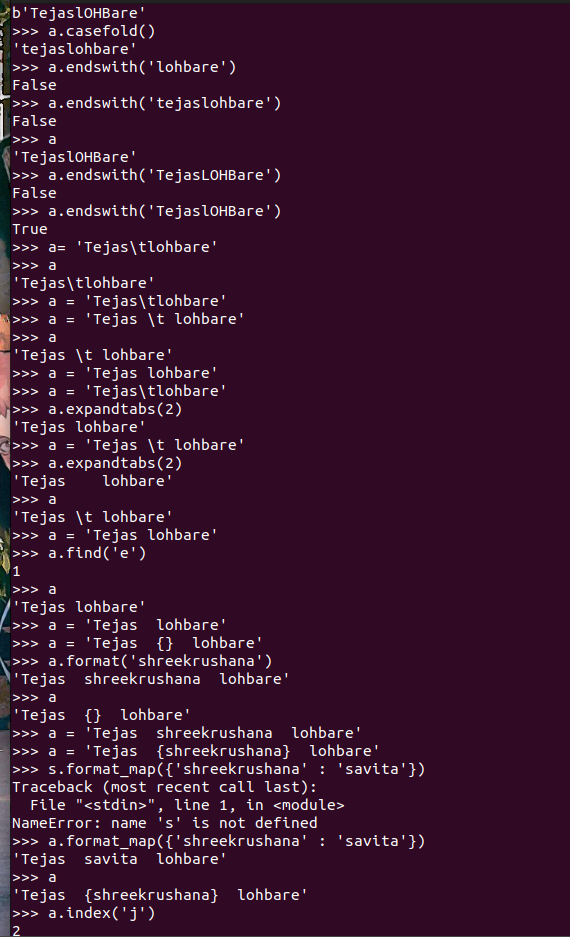 b'TejaslOHBare'
>>> a.casefold()
'tejaslohbare'
>>> a.endswith('lohbare')
False
>>> a.endswith('tejaslohbare')
False
>>> a
'TejaslOHBare'
>>> a.endswith('TejasLOHBare')
False
>>> a.endswith('TejaslOHBare')
True
>>> a= 'Tejas\tlohbare'
>>> a
'Tejas\tlohbare'
>>> a = 'Tejas\tlohbare'
>>> a = 'Tejas \t lohbare'
>>> a
'Tejas \t lohbare'
>>> a = 'Tejas lohbare'
>>> a = 'Tejas\tlohbare'
>>> a.expandtabs(2)
'Tejas lohbare'
>>> a = 'Tejas \t lohbare'
>>> a.expandtabs(2)
'Tejas    lohbare'
>>> a
'Tejas \t lohbare'
>>> a = 'Tejas lohbare'
>>> a.find('e')
1
>>> a
'Tejas lohbare'
>>> a = 'Tejas  lohbare'
>>> a = 'Tejas  {}  lohbare'
>>> a.format('shreekrushana')
'Tejas  shreekrushana  lohbare'
>>> a
'Tejas  {}  lohbare'
>>> a = 'Tejas  shreekrushana  lohbare'
>>> a = 'Tejas  {shreekrushana}  lohbare'
>>> s.format_map({'shreekrushana' : 'savita'})
Traceback (most recent call last):
  File "<stdin>", line 1, in <module>
NameError: name 's' is not defined
>>> a.format_map({'shreekrushana' : 'savita'})
'Tejas  savita  lohbare'
>>> a
'Tejas  {shreekrushana}  lohbare'
>>> a.index('j')
2